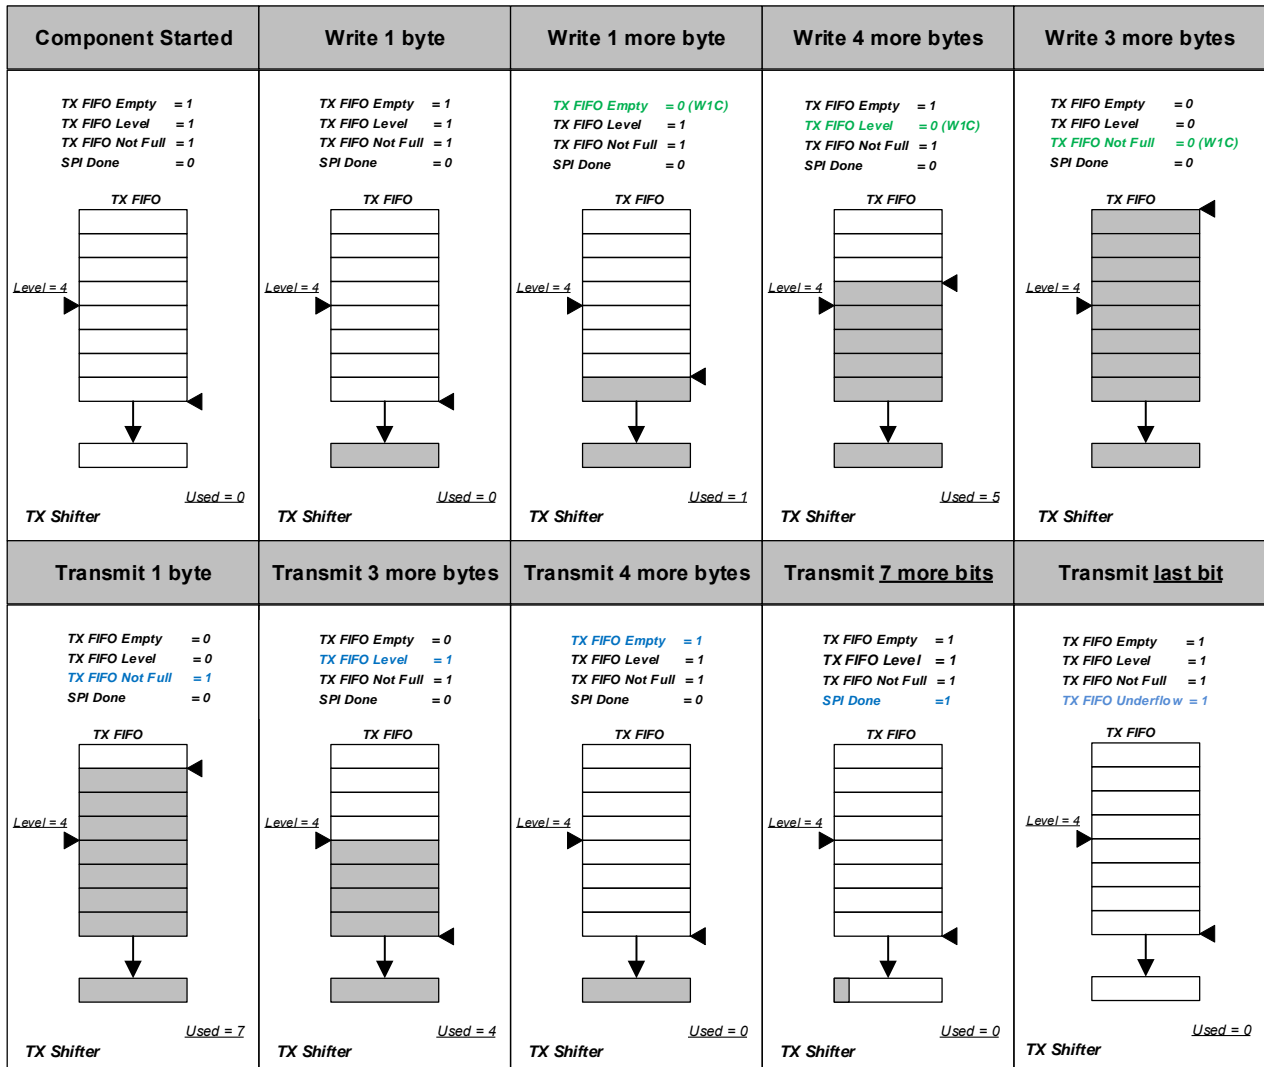 Component Started
TX FIFO Empty = 1
TX FIFO Level = 1
TX FIFO Not Full = 1
SPI Done = 0
TX FIFO
Level = 4
Used = 0
TX Shifter
Write 1 byte
TX FIFO Empty = 1
TX FIFO Level = 1
TX FIFO Not Full = 1
SPI Done = 0
TX FIFO
Level = 4
Used = 0
TX Shifter
Write 1 more byte
TX FIFO Empty = 0 (W1C)
TX FIFO Level = 1
TX FIFO Not Full = 1
SPI Done = 0
TX FIFO
Level = 4
Used = 1
TX Shifter
Write 4 more bytes
TX FIFO Empty = 1
TX FIFO Level = 0 (W1C)
TX FIFO Not Full = 1
SPI Done = 0
TX FIFO
Level = 4
Used = 5
TX Shifter
Write 3 more bytes
TX FIFO Empty = 0
TX FIFO Level = 0
TX FIFO Not Full = 0 (W1C)
SPI Done = 0
TX FIFO
Level = 4
TX Shifter
Transmit 1 byte
TX FIFO Empty = 0
TX FIFO Level = 0
TX FIFO Not Full = 1
SPI Done = 0
TX FIFO
Level = 4
Used = 7
TX Shifter
Transmit 3 more bytes
TX FIFO Empty = 0
TX FIFO Level = 1
TX FIFO Not Full = 1
SPI Done = 0
TX FIFO
Level = 4
Used = 4
TX Shifter
Transmit 4 more bytes
TX FIFO Empty = 1
TX FIFO Level = 1
TX FIFO Not Full = 1
SPI Done = 0
TX FIFO
Level = 4
Used = 0
TX Shifter
Transmit 7 more bits
TX FIFO Empty = 1
TX FIFO Level = 1
TX FIFO Not Full = 1
SPI Done =1
TX FIFO
Level = 4
Used = 0
TX Shifter
Transmit last bit
TX FIFO Empty = 1
TX FIFO Level = 1
TX FIFO Not Full = 1
TX FIFO Underflow = 1
TX FIFO
Level = 4
Used = 0
TX Shifter